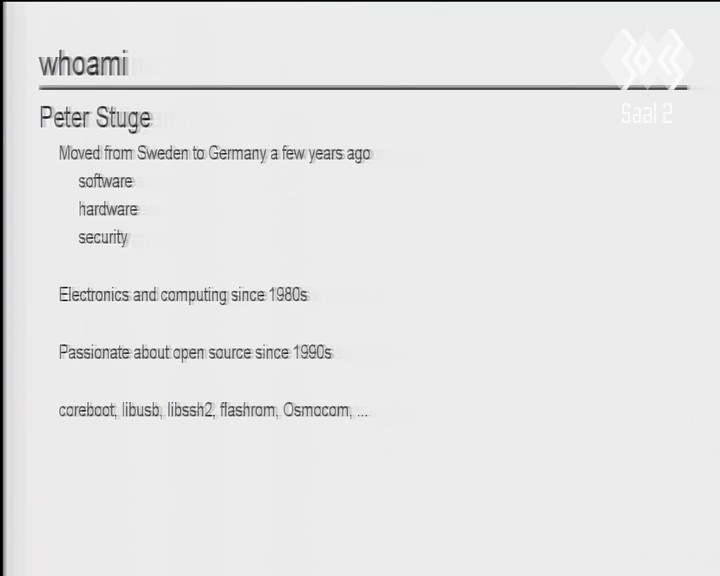 whoami
Saal 2
Peter Stuge
Moved from Sweden to Germany a few years ago
software
hardware
security
Electronics and computing since 1980s
Passionate about open source since 1990s
coreboot, libusb, libssh2, flashrom, Osmocom, ...